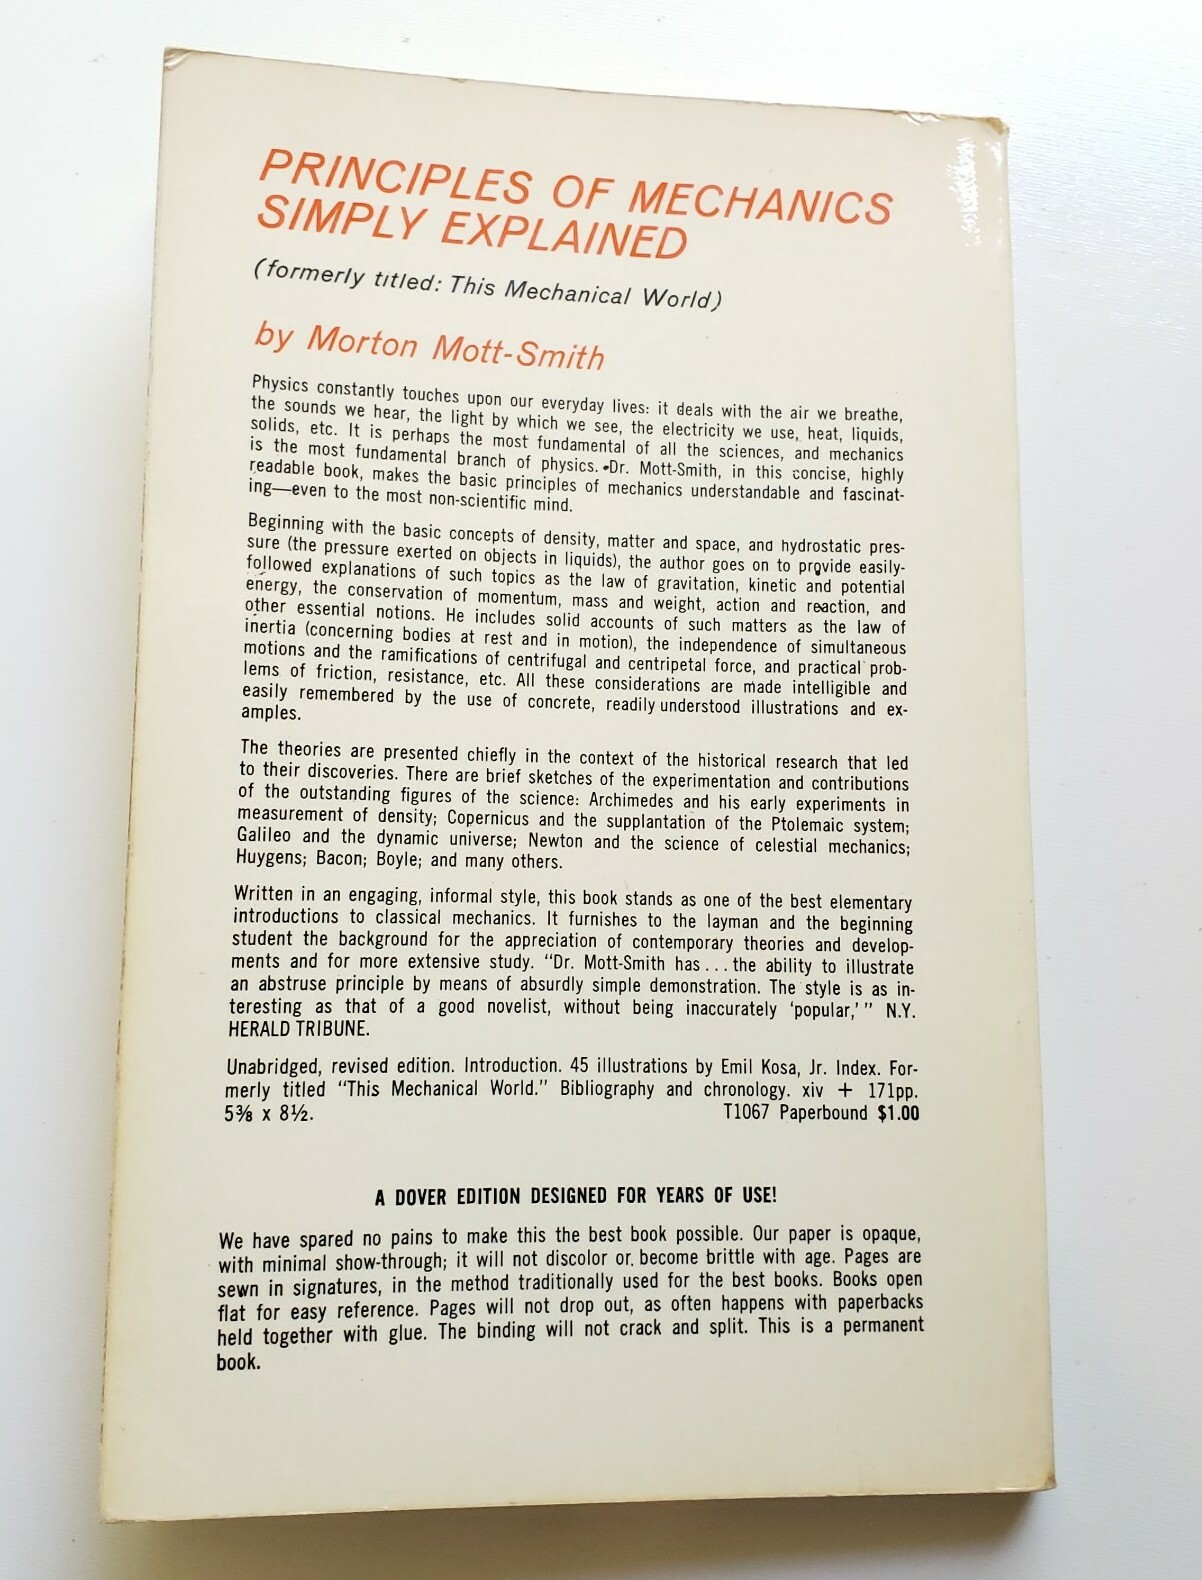 PRINCIPLES OF MECHANICS
SIMPLY EXPLAINED
(formerly titled: This Mechanical World)
by Morton Mott-Smith
Physics constantly touches upon our everyday lives: it deals with the air we breathe,
the sounds we hear, the light by which we see, the electricity we use, heat, liquids,
solids, etc. It is perhaps the most fundamental of all the sciences, and mechanics
is the most fundamental branch of physics. Dr. Mott-Smith, in this concise, highly
readable book, makes the basic principles of mechanics understandable and fascinat-
ing—even to the most non-scientific mind.
Beginning with the basic concepts of density, matter and space, and hydrostatic pres-
sure (the pressure exerted on objects in liquids), the author goes on to provide easily-
followed explanations of such topics as the law of gravitation, kinetic and potential
energy, the conservation of momentum, mass and weight, action and reaction, and
other essential notions. He includes solid accounts of such matters as the law of
inertia (concerning bodies at rest and in motion), the independence of simultaneous
motions and the ramifications of centrifugal and centripetal force, and practical prob-
lems of friction, resistance, etc. All these considerations are made intelligible and
easily remembered by the use of concrete, readily understood illustrations and ex-
amples.
The theories are presented chiefly in the context of the historical research that led
to their discoveries. There are brief sketches of the experimentation and contributions
of the outstanding figures of the science: Archimedes and his early experiments in
measurement of density; Copernicus and the supplantation of the Ptolemaic system;
Galileo and the dynamic universe; Newton and the science of celestial mechanics;
Huygens; Bacon; Boyle; and many others.
Written in an engaging, informal style, this book stands as one of the best elementary
introductions to classical mechanics. It furnishes to the layman and the beginning
student the background for the appreciation of contemporary theories and develop-
ments and for more extensive study. “Dr. Mott-Smith has . . . the ability to illustrate
an abstruse principle by means of absurdly simple demonstration. The style is as in-
teresting as that of a good novelist, without being inaccurately ‘popular,’” N.Y.
HERALD TRIBUNE.
Unabridged, revised edition. Introduction. 45 illustrations by Emil Kosa, Jr. Index. For-
merly titled “This Mechanical World.” Bibliography and chronology. xiv + 171pp.
5⅜ x 8½. T1067 Paperbound $1.00
A DOVER EDITION DESIGNED FOR YEARS OF USE!
We have spared no pains to make this the best book possible. Our paper is opaque,
with minimal show-through; it will not discolor or become brittle with age. Pages are
sewn in signatures, in the method traditionally used for the best books. Books open
flat for easy reference. Pages will not drop out, as often happens with paperbacks
held together with glue. The binding will not crack and split. This is a permanent
book.